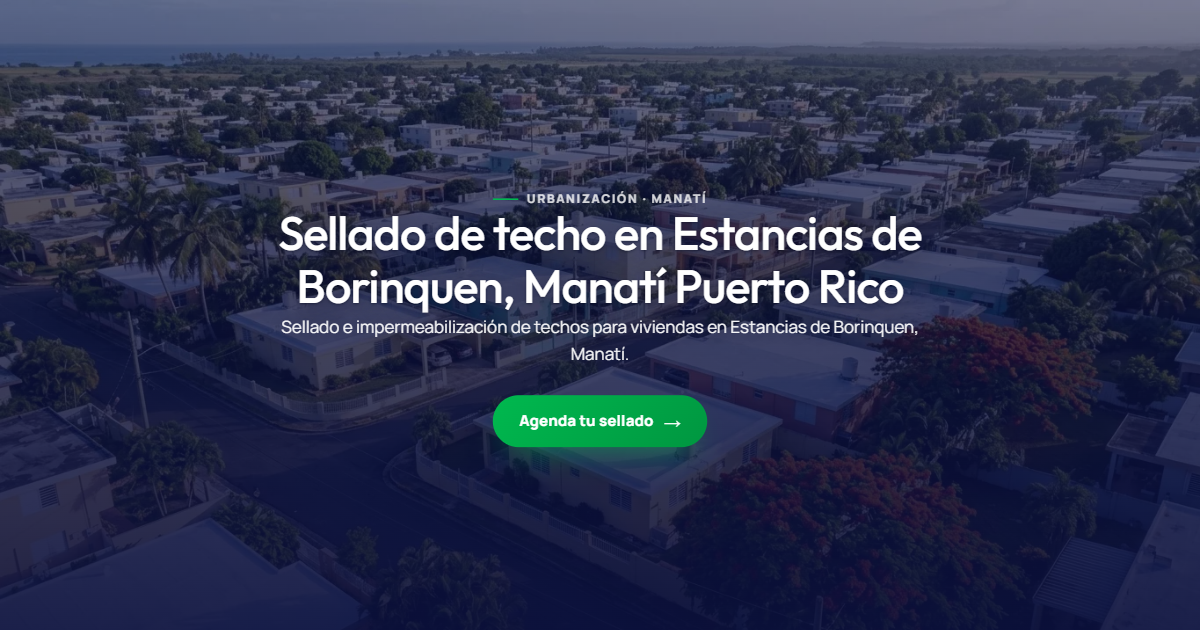 URBANIZACIÓN · MANATÍ
Sellado de techo en Estancias de
Borinquen, Manatí Puerto Rico
Sellado e impermeabilización de techos para viviendas en Estancias de Borinquen,
Manatí.
Agenda tu sellado →